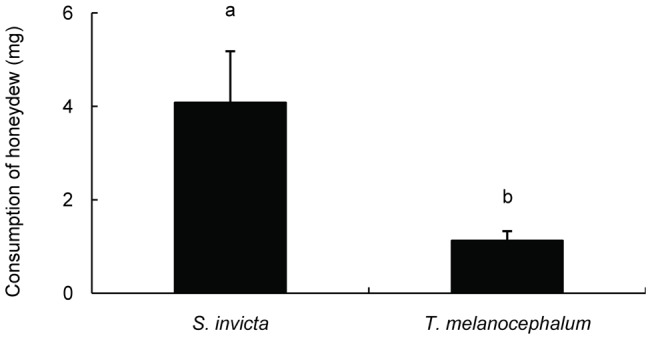 Consumption of honeydew (mg)
6
4
2
0
a
b
S. invicta
T. melanocephalum